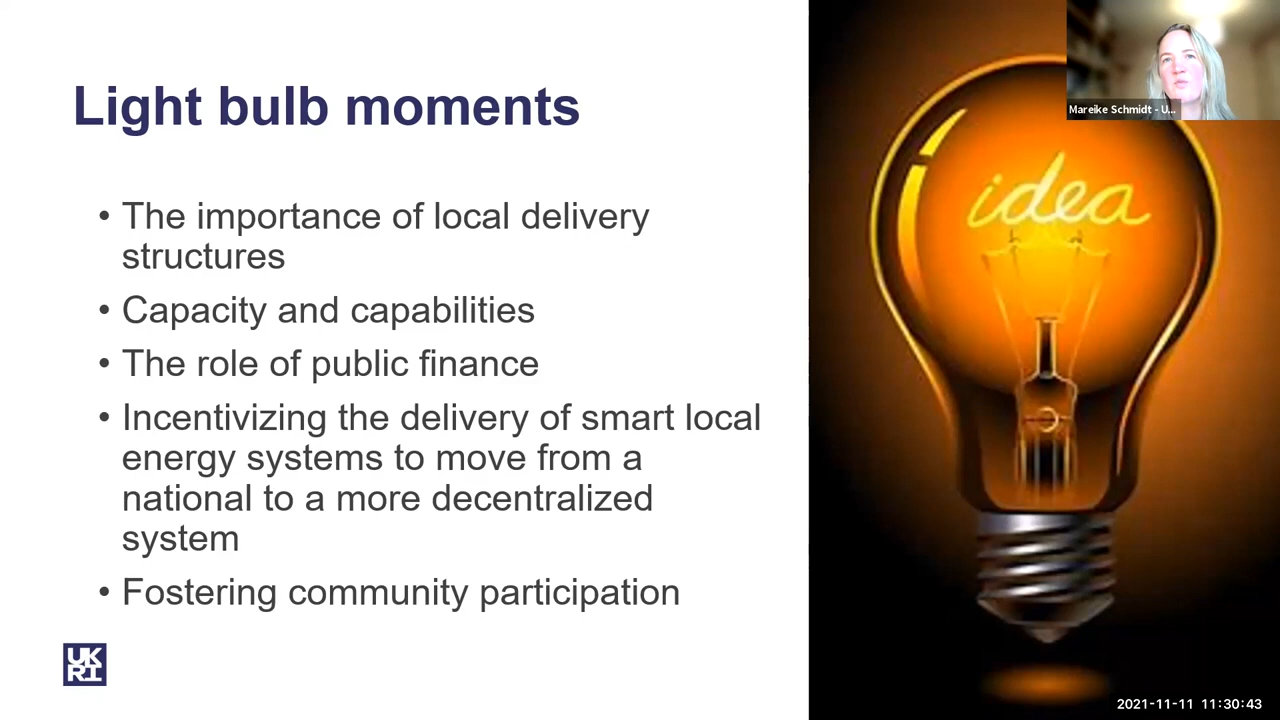 Light bulb moments
• The importance of local delivery
structures
• Capacity and capabilities
• The role of public finance
• Incentivizing the delivery of smart local
energy systems to move from a
national to a more decentralized
system
• Fostering community participation
UK
RI
idea
Mareike Schmidt - U...
2021-11-11 11:30:43